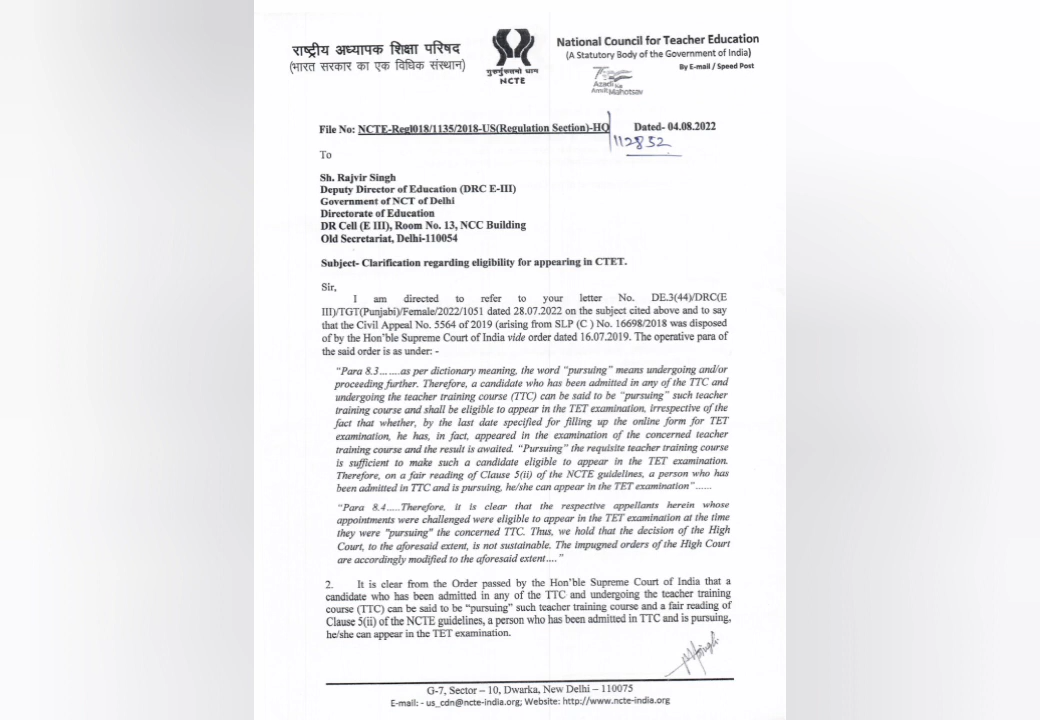 राष्ट्रीय अध्यापक शिक्षा परिषद
(भारत सरकार का एक विधिक संस्थान)
गुरुर्गुरुतमो धाम
NCTE
National Council for Teacher Education
(A Statutory Body of the Government of India)
By E-mail / Speed Post
Azadi Ka
Amrit Mahotsav
File No: NCTE-Regl018/1135/2018-US(Regulation Section)-HQ Dated- 04.08.2022
112852
To
Sh. Rajvir Singh
Deputy Director of Education (DRC E-III)
Government of NCT of Delhi
Directorate of Education
DR Cell (E III), Room No. 13, NCC Building
Old Secretariat, Delhi-110054
Subject- Clarification regarding eligibility for appearing in CTET.
Sir,
I am directed to refer to your letter No. DE.3(44)/DRC(E
III)/TGT(Punjabi)/Female/2022/1051 dated 28.07.2022 on the subject cited above and to say
that the Civil Appeal No. 5564 of 2019 (arising from SLP (C ) No. 16698/2018 was disposed
of by the Hon'ble Supreme Court of India vide order dated 16.07.2019. The operative para of
the said order is as under: -
"Para 8.3.......as per dictionary meaning, the word "pursuing" means undergoing and/or
proceeding further. Therefore, a candidate who has been admitted in any of the TTC and
undergoing the teacher training course (TTC) can be said to be "pursuing" such teacher
training course and shall be eligible to appear in the TET examination, irrespective of the
fact that whether, by the last date specified for filling up the online form for TET
examination, he has, in fact, appeared in the examination of the concerned teacher
training course and the result is awaited. "Pursuing" the requisite teacher training course
is sufficient to make such a candidate eligible to appear in the TET examination.
Therefore, on a fair reading of Clause 5(ii) of the NCTE guidelines, a person who has
been admitted in TTC and is pursuing, he/she can appear in the TET examination"......
"Para 8.4.....Therefore, it is clear that the respective appellants herein whose
appointments were challenged were eligible to appear in the TET examination at the time
they were "pursuing" the concerned TTC. Thus, we hold that the decision of the High
Court, to the aforesaid extent, is not sustainable. The impugned orders of the High Court
are accordingly modified to the aforesaid extent...."
2. It is clear from the Order passed by the Hon'ble Supreme Court of India that a
candidate who has been admitted in any of the TTC and undergoing the teacher training
course (TTC) can be said to be "pursuing" such teacher training course and a fair reading of
Clause 5(ii) of the NCTE guidelines, a person who has been admitted in TTC and is pursuing,
he/she can appear in the TET examination.
G-7, Sector – 10, Dwarka, New Delhi – 110075
E-mail: - us_cdn@ncte-india.org; Website: http://www.ncte-india.org